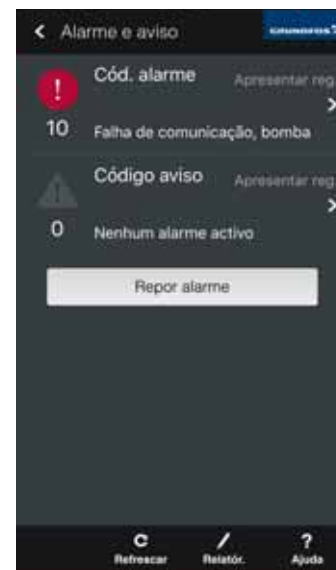 Alarme e aviso
GRUNDFOS
Cód. alarme
Apresentar reg.
10
Falha de comunicação, bomba
Código aviso
Apresentar reg.
0
Nenhum alarme activo
Repor alarme
Refrescar Relatór. Ajuda